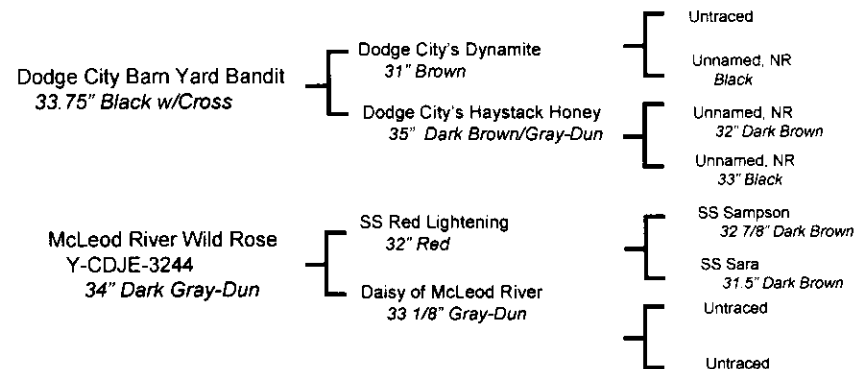 Dodge City Barn Yard Bandit
33.75" Black w/Cross
Dodge City's Dynamite
31" Brown
Untraced
Unnamed, NR
Black
Dodge City's Haystack Honey
35" Dark Brown/Gray-Dun
Unnamed, NR
32" Dark Brown
Unnamed, NR
33" Black
McLeod River Wild Rose
Y-CDJE-3244
34" Dark Gray-Dun
SS Red Lightening
32" Red
SS Sampson
32 7/8" Dark Brown
SS Sara
31.5" Dark Brown
Daisy of McLeod River
33 1/8" Gray-Dun
Untraced
Untraced